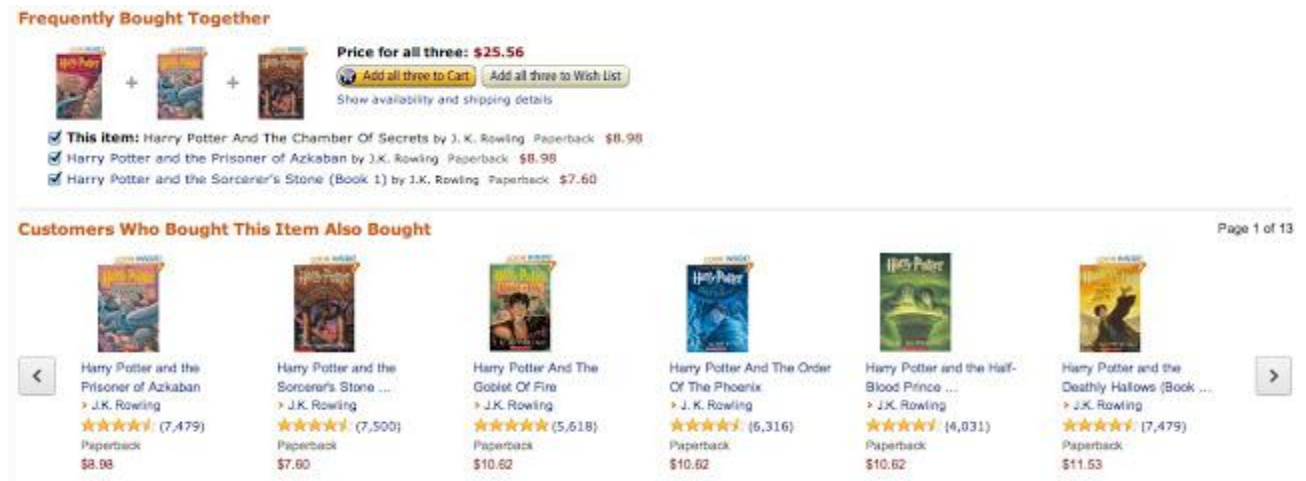 Frequently Bought Together
Price for all three: $25.56
Add all three to Cart Add all three to Wish List
Show availability and shipping details
This item: Harry Potter And The Chamber Of Secrets by J. K. Rowling Paperback $8.98
Harry Potter and the Prisoner of Azkaban by J.K. Rowling Paperback $8.98
Harry Potter and the Sorcerer's Stone (Book 1) by J.K. Rowling Paperback $7.60
Customers Who Bought This Item Also Bought
Page 1 of 13
Harry Potter and the
Prisoner of Azkaban
J.K. Rowling
(7,479)
Paperback
$8.98
Harry Potter and the
Sorcerer's Stone ...
J.K. Rowling
(7,500)
Paperback
$7.60
Harry Potter And The
Goblet Of Fire
J.K. Rowling
(5,618)
Paperback
$10.62
Harry Potter And The Order
Of The Phoenix
J. K. Rowling
(6,316)
Paperback
$10.62
Harry Potter and the Half-
Blood Prince ...
J.K. Rowling
(4,031)
Paperback
$10.62
Harry Potter and the
Deathly Hallows (Book ...
J.K. Rowling
(7,479)
Paperback
$11.53